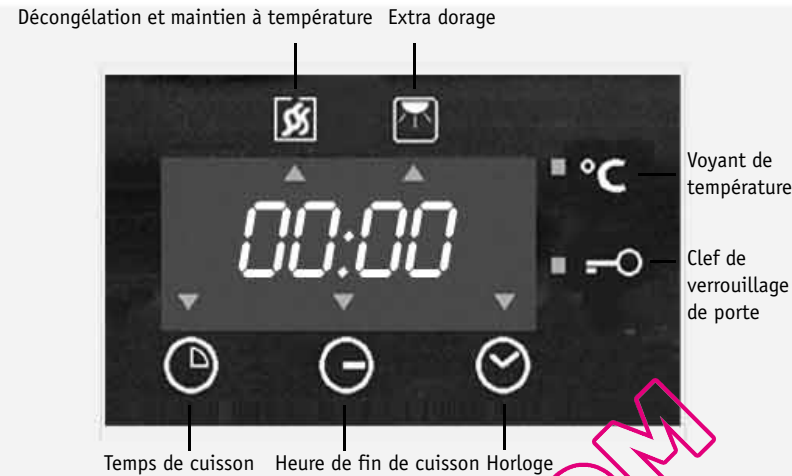 Décongélation et maintien à température Extra dorage
°C
Voyant de
température
00:00
Clef de
verrouillage
de porte
Temps de cuisson Heure de fin de cuisson Horloge
OM